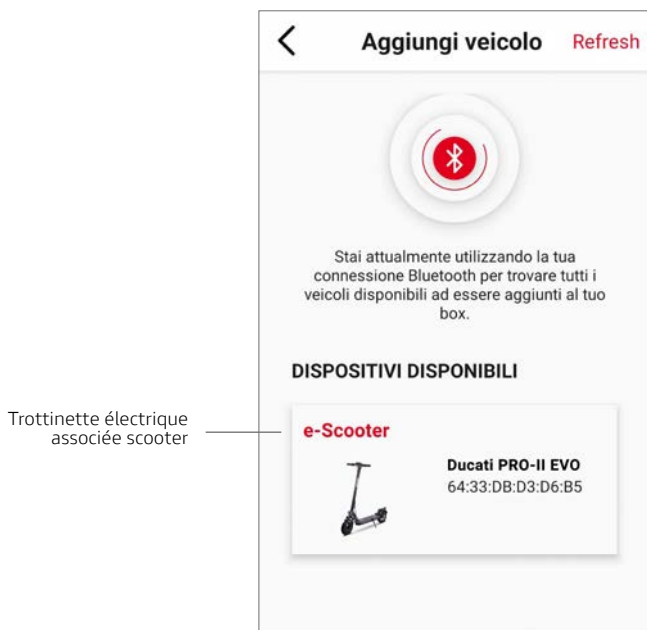 Aggiungi veicolo
Refresh
Stai attualmente utilizzando la tua
connessione Bluetooth per trovare tutti i
veicoli disponibili ad essere aggiunti al tuo
box.
DISPOSITIVI DISPONIBILI
Trottinette électrique
associée scooter
e-Scooter
Ducati PRO-II EVO
64:33:DB:D3:D6:B5